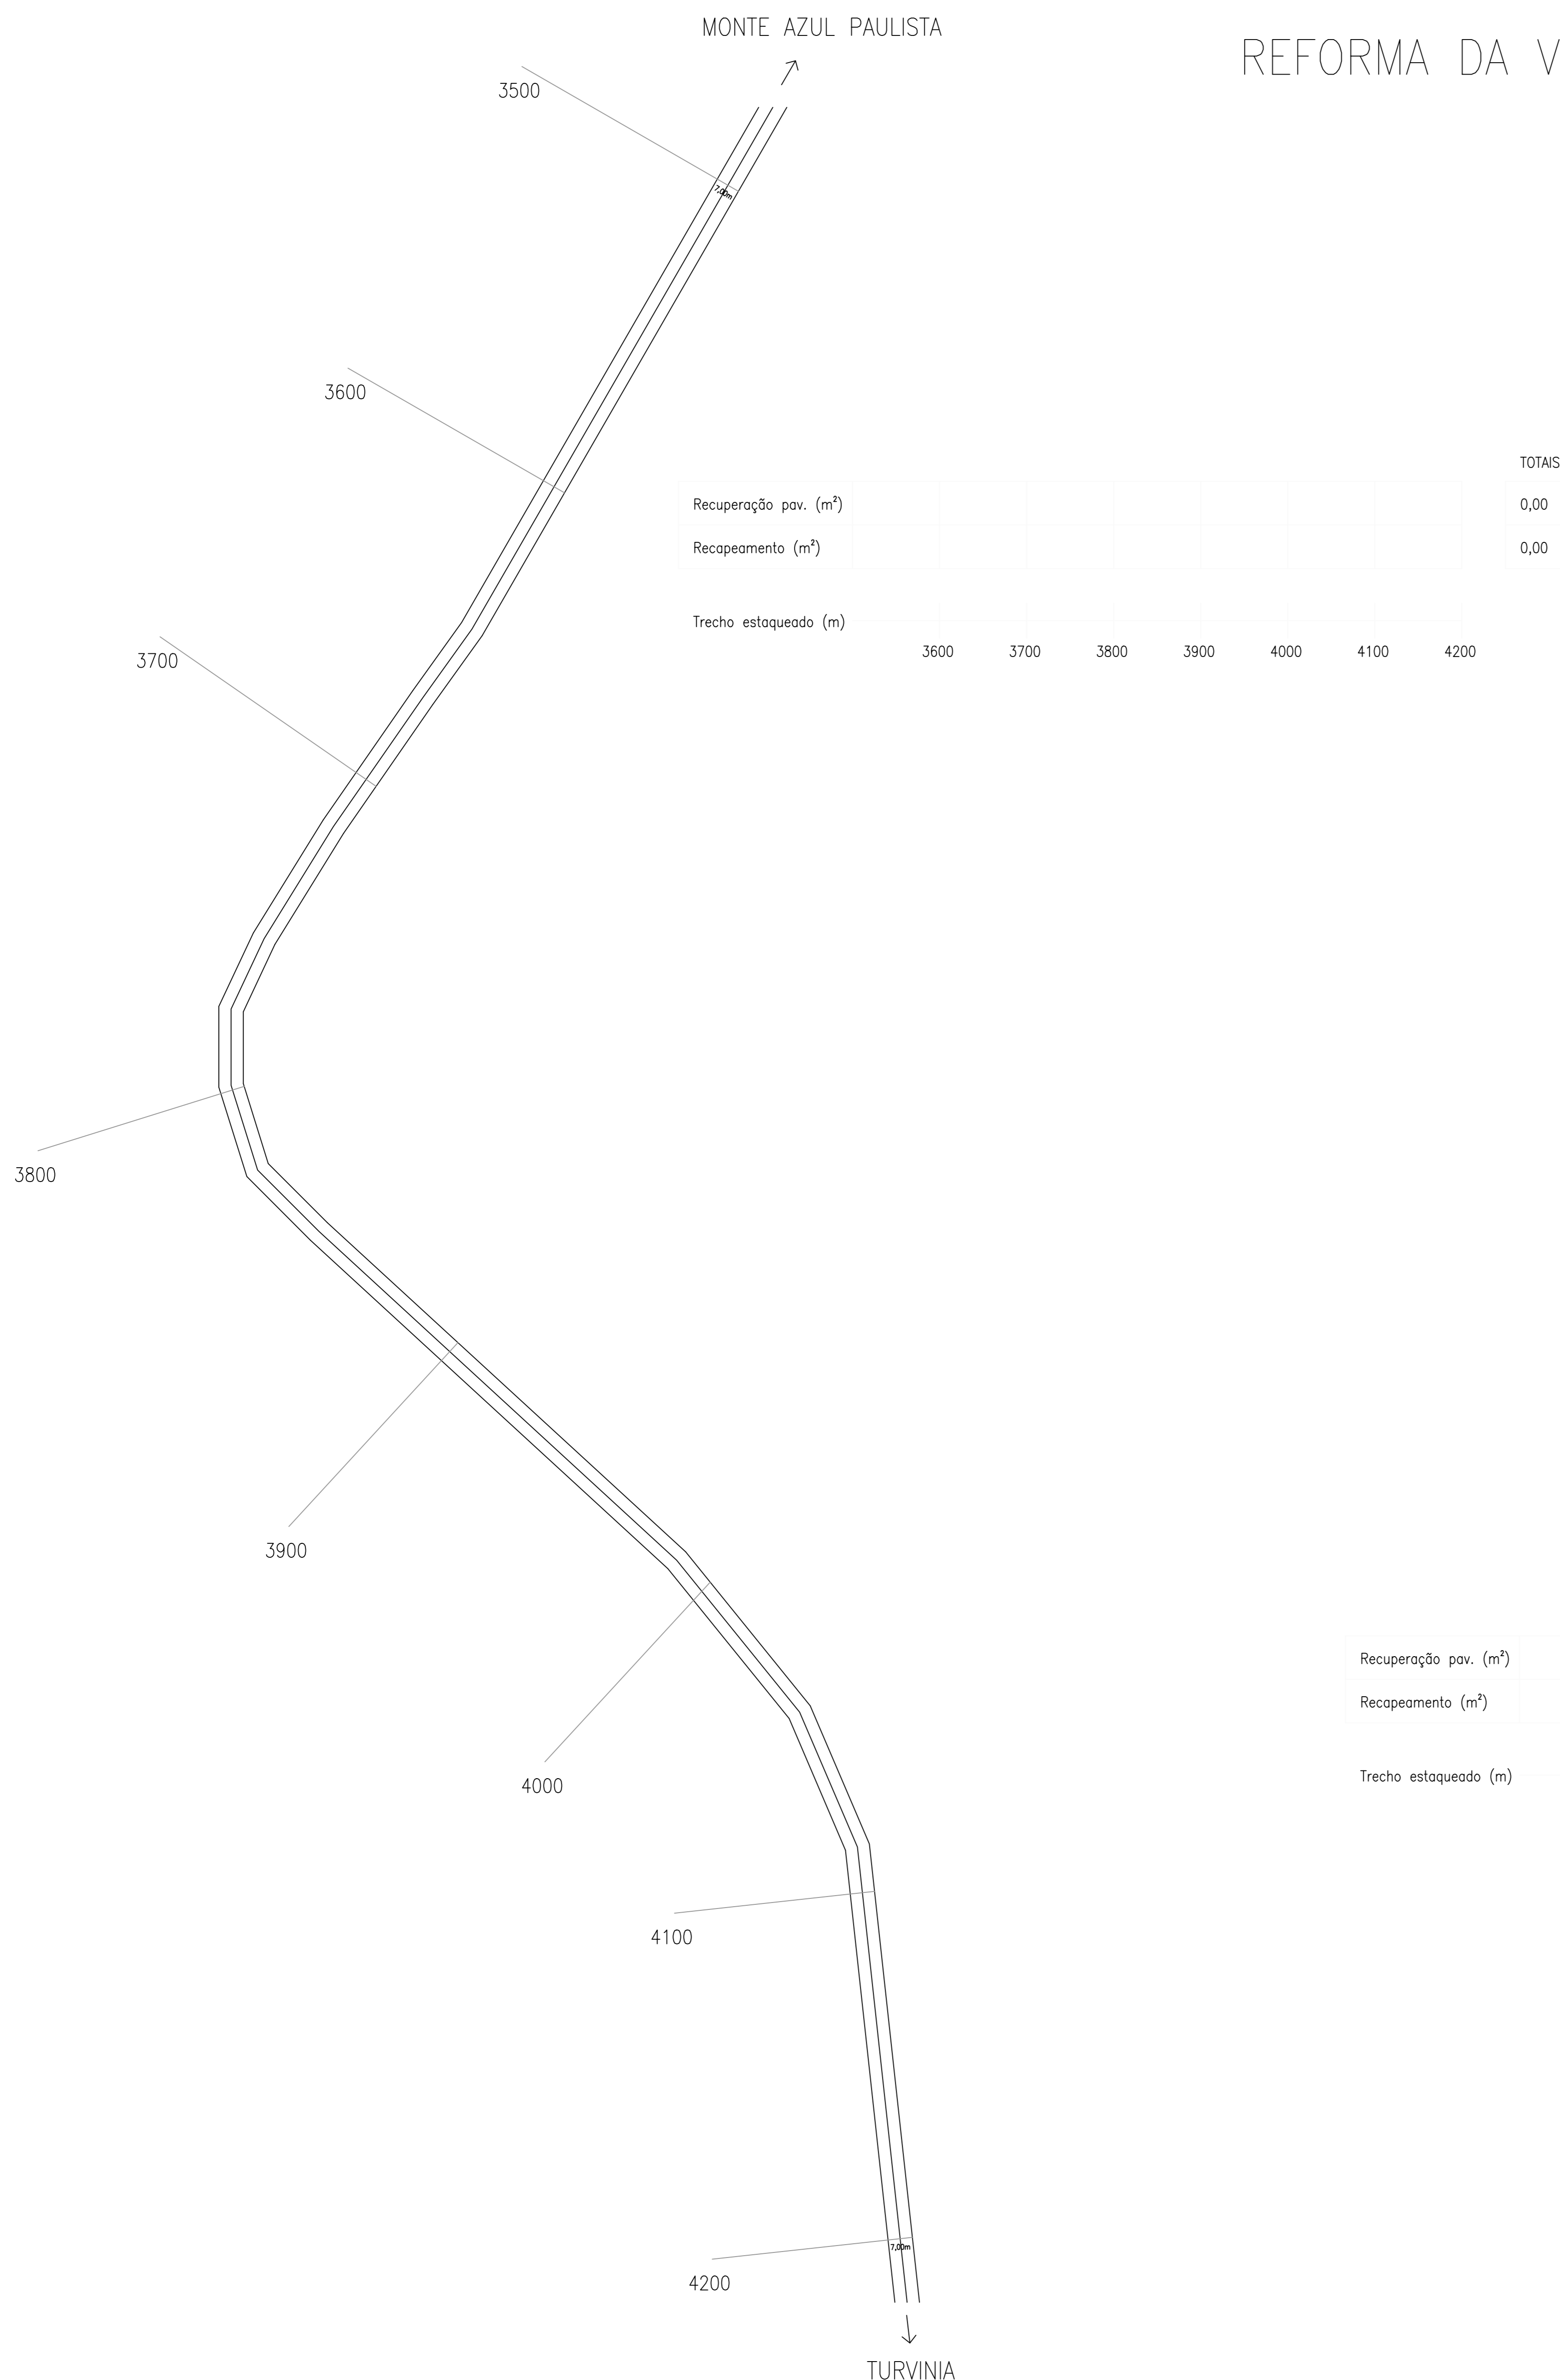 MONTE AZUL PAULISTA
REFORMA DA V
3500
7,00m
3600
TOTAIS
Recuperação pav. (m²) 0,00
Recapeamento (m²) 0,00
Trecho estaqueado (m)
3600 3700 3800 3900 4000 4100 4200
3700
3800
3900
Recuperação pav. (m²)
Recapeamento (m²)
Trecho estaqueado (m)
4000
4100
7,00m
4200
TURVINIA